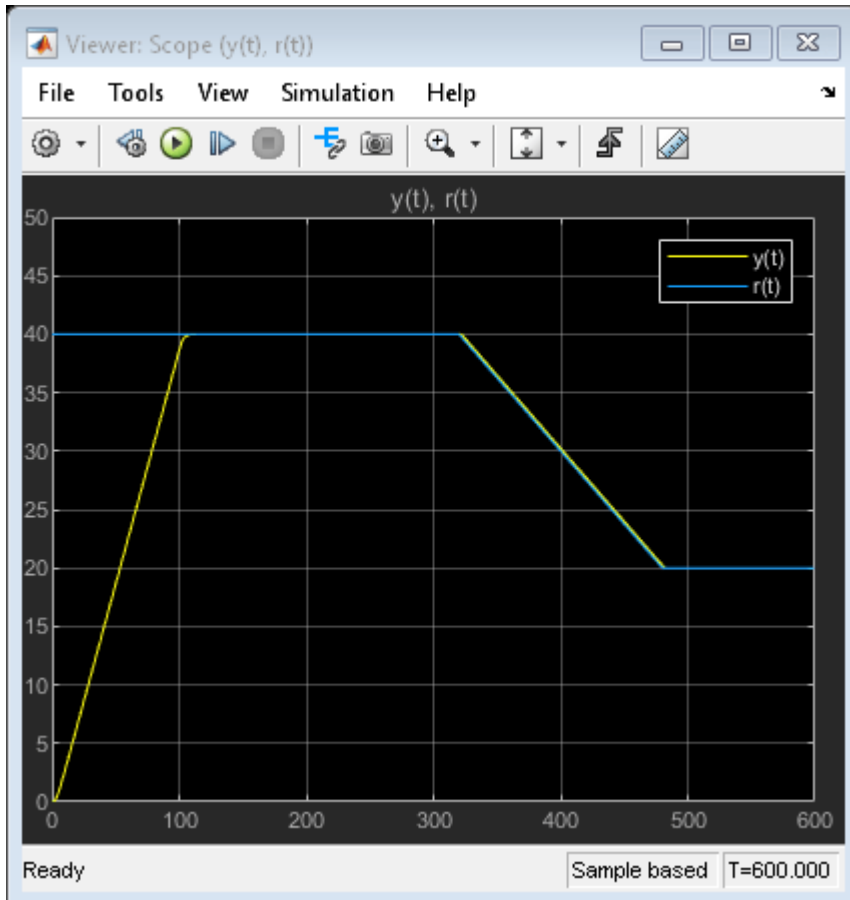 Viewer: Scope (y(t), r(t))
File Tools View Simulation Help
y(t), r(t)
50
y(t)
r(t)
45
40
35
30
25
20
15
10
5
0
0 100 200 300 400 500 600
Ready Sample based T=600.000